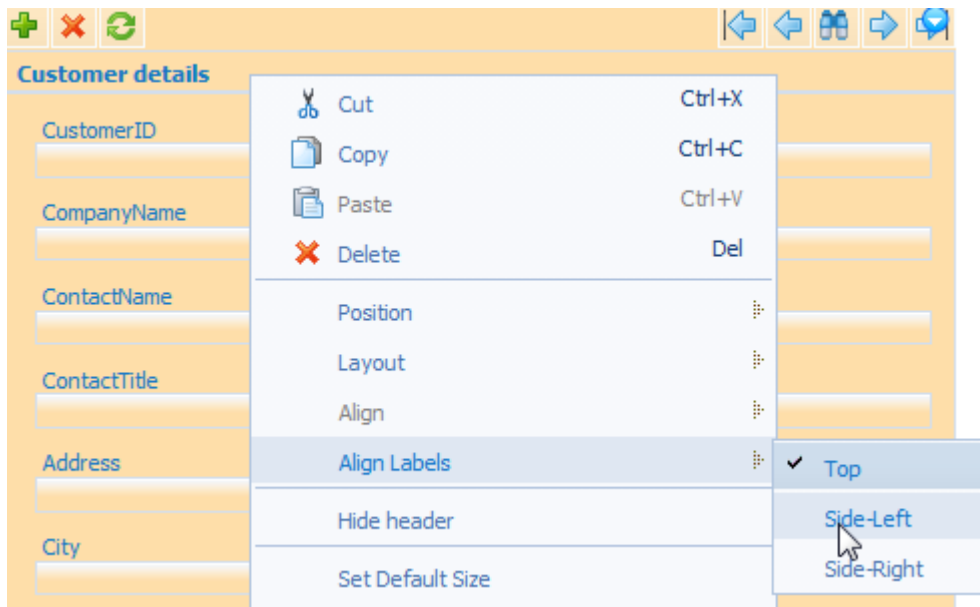 Customer details
CustomerID
CompanyName
ContactName
ContactTitle
Address
City
Cut Ctrl+X
Copy Ctrl+C
Paste Ctrl+V
Delete Del
Position
Layout
Align
Align Labels
Hide header
Set Default Size
Top
Side-Left
Side-Right